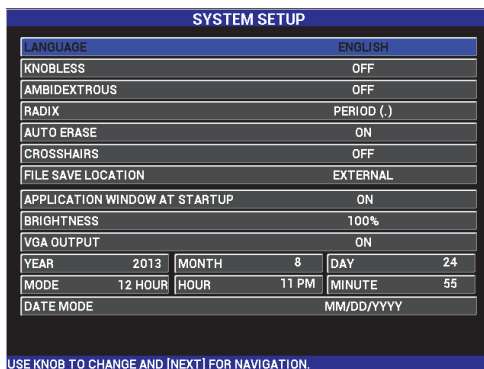 SYSTEM SETUP
LANGUAGE ENGLISH
KNOBLESS OFF
AMBIDEXTROUS OFF
RADIX PERIOD (.)
AUTO ERASE ON
CROSSHAIRS OFF
FILE SAVE LOCATION EXTERNAL
APPLICATION WINDOW AT STARTUP ON
BRIGHTNESS 100%
VGA OUTPUT ON
YEAR 2013 MONTH 8 DAY 24
MODE 12 HOUR HOUR 11 PM MINUTE 55
DATE MODE MM/DD/YYYY
USE KNOB TO CHANGE AND [NEXT] FOR NAVIGATION.